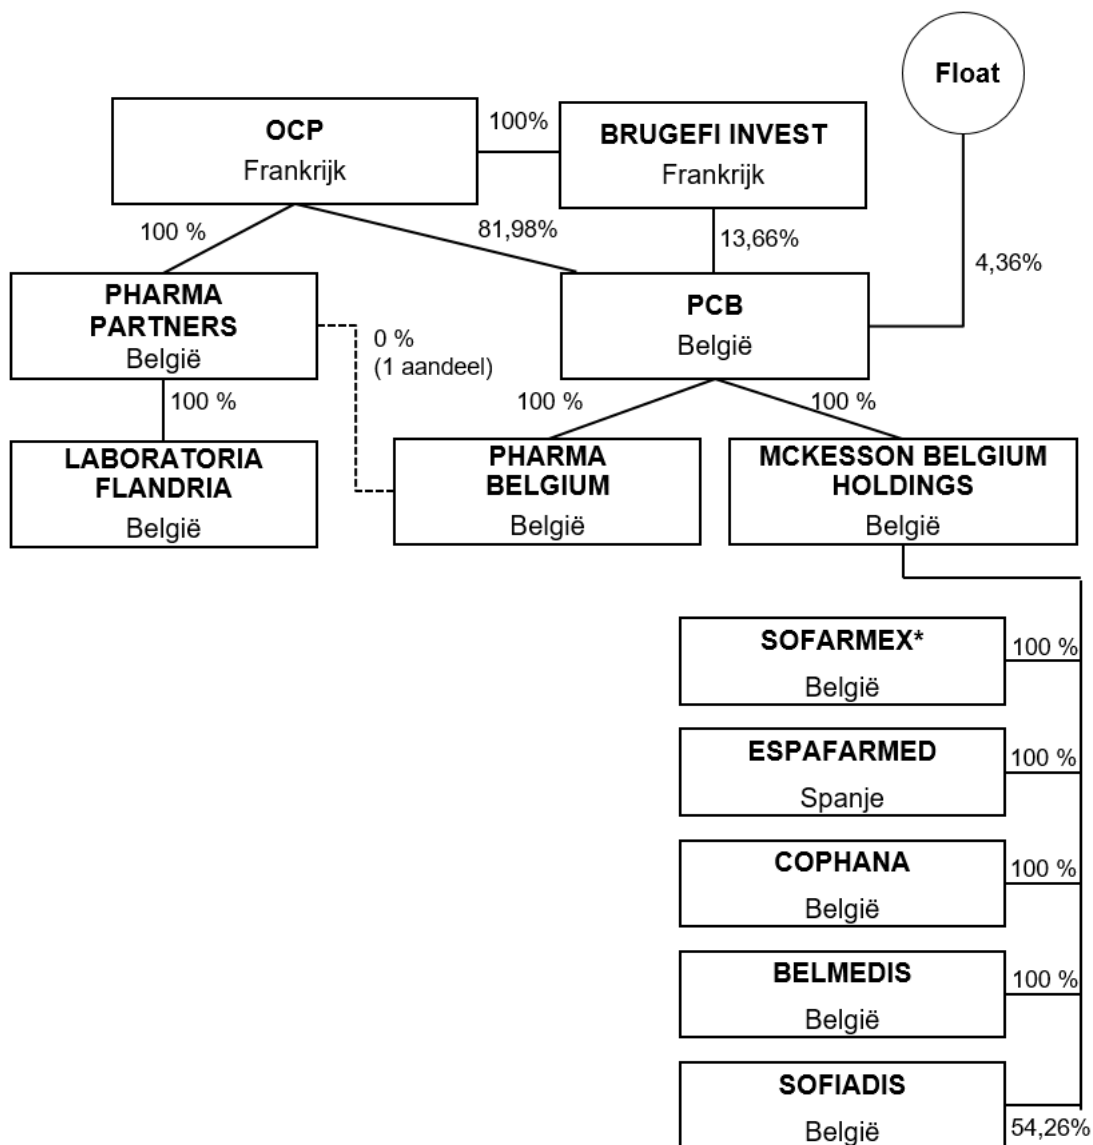 Float
OCP
Frankrijk
100%
BRUGEFI INVEST
Frankrijk
100 %
81,98%
13,66%
4,36%
PHARMA
PARTNERS
België
0 %
(1 aandeel)
PCB
België
100 %
100 %
100 %
LABORATORIA
FLANDRIA
België
PHARMA
BELGIUM
België
MCKESSON BELGIUM
HOLDINGS
België
SOFARMEX*
België
100 %
ESPAFARMED
Spanje
100 %
COPHANA
België
100 %
BELMEDIS
België
100 %
SOFIADIS
België
54,26%